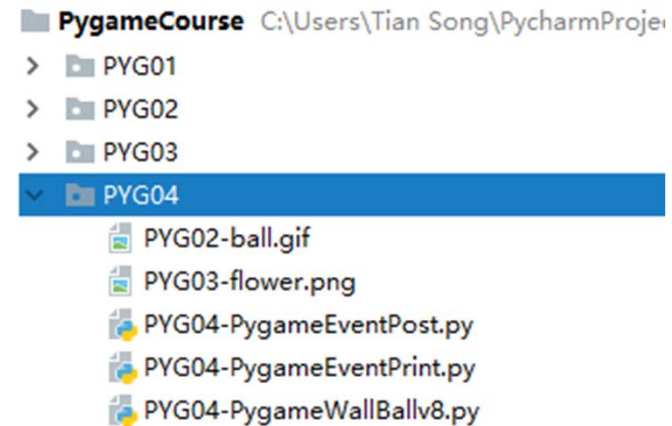 PygameCourse C:\Users\Tian Song\PycharmProje
PYG01
PYG02
PYG03
PYG04
PYG02-ball.gif
PYG03-flower.png
PYG04-PygameEventPost.py
PYG04-PygameEventPrint.py
PYG04-PygameWallBallv8.py